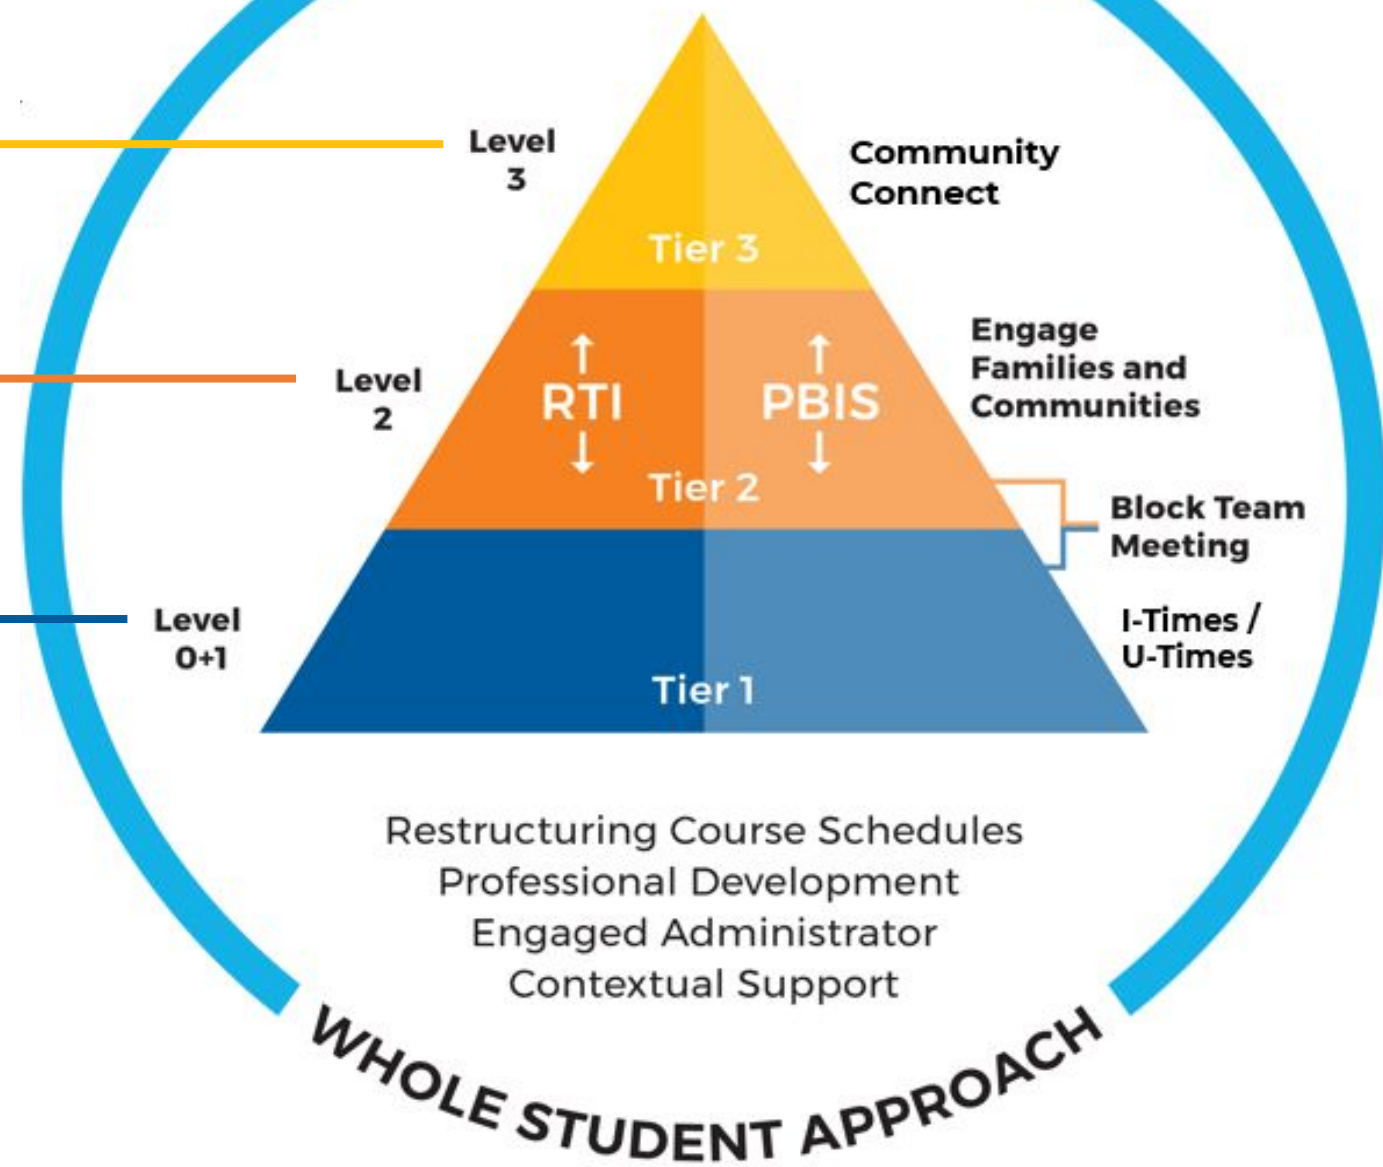 Level
3
Community
Connect
Tier 3
Level
2
↑
RTI
↓
↑
PBIS
↓
Engage
Families and
Communities
Tier 2
Block Team
Meeting
Level
0+1
I-Times /
U-Times
Tier 1
Restructuring Course Schedules
Professional Development
Engaged Administrator
Contextual Support
WHOLE STUDENT APPROACH